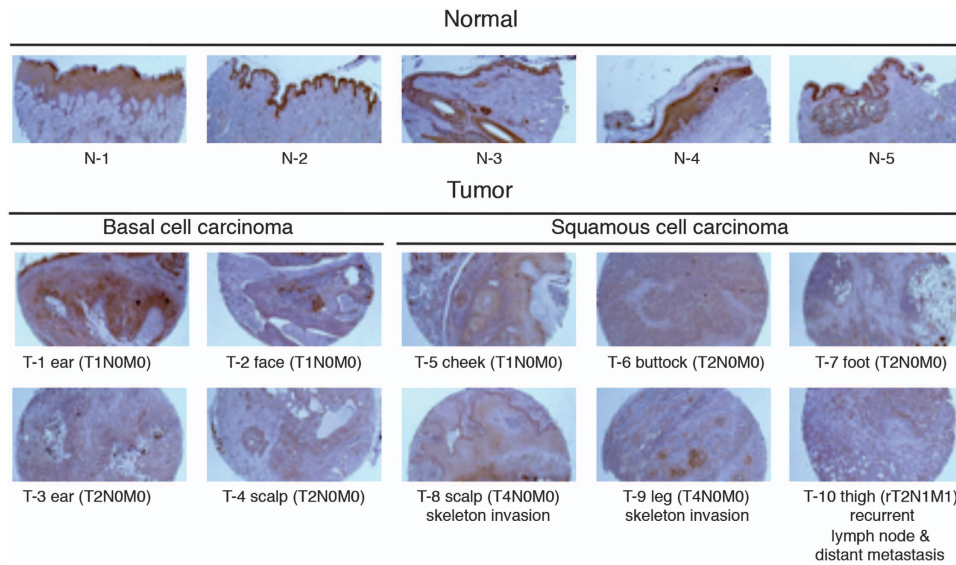 Normal
N-1
N-2
N-3
N-4
N-5
Tumor
Basal cell carcinoma
Squamous cell carcinoma
T-1 ear (T1N0M0)
T-2 face (T1N0M0)
T-5 cheek (T1N0M0)
T-6 buttock (T2N0M0)
T-7 foot (T2N0M0)
T-3 ear (T2N0M0)
T-4 scalp (T2N0M0)
T-8 scalp (T4N0M0)
skeleton invasion
T-9 leg (T4N0M0)
skeleton invasion
T-10 thigh (rT2N1M1)
recurrent
lymph node &
distant metastasis